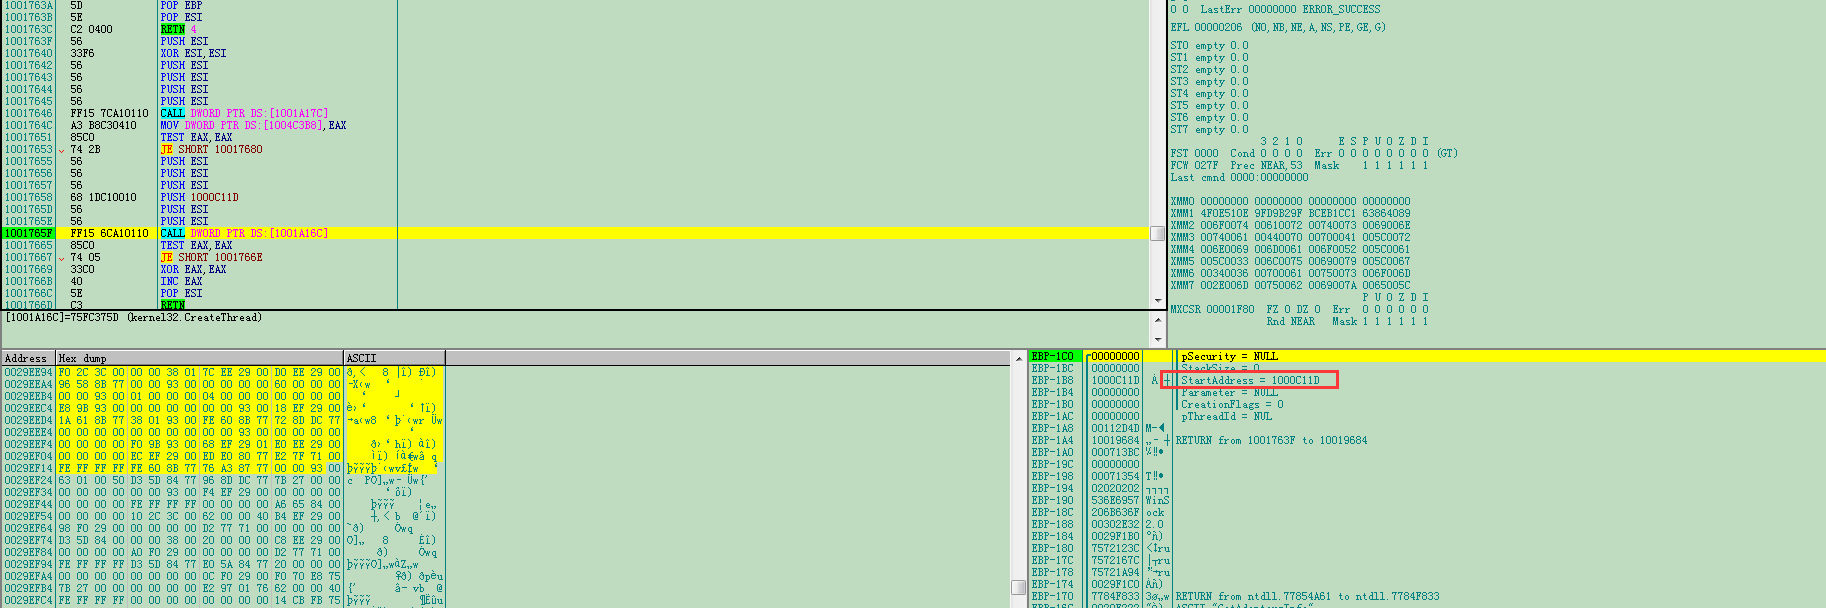 1001763A 5D POP EBP
1001763B 5E POP ESI
1001763C C2 0400 RETN 4
1001763F 56 PUSH ESI
10017640 33F6 XOR ESI,ESI
10017642 56 PUSH ESI
10017643 56 PUSH ESI
10017644 56 PUSH ESI
10017645 56 PUSH ESI
10017646 FF15 7CA10110 CALL DWORD PTR DS:[1001A17C]
1001764C A3 B8C30410 MOV DWORD PTR DS:[1004C3B8],EAX
10017651 85C0 TEST EAX,EAX
10017653 74 2B JE SHORT 10017680
10017655 56 PUSH ESI
10017656 56 PUSH ESI
10017657 56 PUSH ESI
10017658 68 1DC10010 PUSH 1000C11D
1001765D 56 PUSH ESI
1001765E 56 PUSH ESI
1001765F FF15 6CA10110 CALL DWORD PTR DS:[1001A16C]
10017665 85C0 TEST EAX,EAX
10017667 74 05 JE SHORT 1001766E
10017669 33C0 XOR EAX,EAX
1001766B 40 INC EAX
1001766C 5E POP ESI
1001766D C3 RETN
[1001A16C]=75FC375D (kernel32.CreateThread)
0 0 LastErr 00000000 ERROR_SUCCESS
EFL 00000206 (NO,NB,NE,A,NS,PE,GE,G)
ST0 empty 0.0
ST1 empty 0.0
ST2 empty 0.0
ST3 empty 0.0
ST4 empty 0.0
ST5 empty 0.0
ST6 empty 0.0
ST7 empty 0.0
3 2 1 0 E S P U O Z D I
FST 0000 Cond 0 0 0 0 Err 0 0 0 0 0 0 0 0 (GT)
FCW 027F Prec NEAR,53 Mask 1 1 1 1 1 1
Last cmnd 0000:00000000
XMM0 00000000 00000000 00000000 00000000
XMM1 4F0E510E 9FD9B29F BCEB1CC1 63864089
XMM2 006F0074 00610072 00740073 0069006E
XMM3 00740061 00440070 00700041 005C0072
XMM4 006E0069 006D0061 006F0052 005C0061
XMM5 005C0033 006C0075 00690079 005C0067
XMM6 00340036 00700061 00750073 006F006D
XMM7 002E006D 00750062 0069007A 0065005C
P U O Z D I
MXCSR 00001F80 FZ 0 DZ 0 Err 0 0 0 0 0 0
Rnd NEAR Mask 1 1 1 1 1 1
Address Hex dump ASCII
0029EE94 F0 2C 3C 00 00 00 38 01 7C EE 29 00 D0 EE 29 00
0029EEA4 96 58 8B 77 00 00 93 00 00 00 00 00 60 00 00 00
0029EEB4 00 00 93 00 01 00 00 00 04 00 00 00 00 00 00 00
0029EEC4 E8 9B 93 00 00 00 00 00 00 00 93 00 18 EF 29 00
0029EED4 1A 61 8B 77 38 01 93 00 FE 60 8B 77 72 8D DC 77
0029EEE4 00 00 00 00 00 00 00 00 00 00 93 00 00 00 00 00
0029EEF4 00 00 00 00 F0 9B 93 00 68 EF 29 01 E0 EE 29 00
0029EF04 00 00 00 00 EC EF 29 00 ED E0 80 77 E2 7F 71 00
0029EF14 FE FF FF FF FE 60 8B 77 76 A3 87 77 00 00 93 00
0029EF24 63 01 00 50 D3 5D 84 77 96 8D DC 77 7B 27 00 00
0029EF34 00 00 00 00 00 00 93 00 F4 EF 29 00 00 00 00 00
0029EF44 00 00 00 00 FE FF FF FF 00 00 00 00 A6 65 84 00
0029EF54 00 00 00 00 10 2C 3C 00 62 00 00 40 B4 EF 29 00
0029EF64 98 F0 29 00 00 00 00 00 D2 77 71 00 00 00 00 00
0029EF74 D3 5D 84 00 00 00 38 00 20 00 00 00 C8 EE 29 00
0029EF84 00 00 00 00 A0 F0 29 00 00 00 00 00 D2 77 71 00
0029EF94 FE FF FF FF D3 5D 84 77 E0 5A 84 77 20 00 00 00
0029EFA4 00 00 00 00 00 00 00 00 0C F0 29 00 F0 70 E8 75
0029EFB4 7B 27 00 00 00 00 00 00 E2 97 01 76 62 00 00 40
0029EFC4 FE FF FF FF 00 00 00 00 00 00 00 00 14 CB FB 75
EBP-1C0 00000000 pSecurity = NULL
EBP-1BC 00000000 StackSize = 0
EBP-1B8 1000C11D StartAddress = 1000C11D
EBP-1B4 00000000 Parameter = NULL
EBP-1B0 00000000 CreationFlags = 0
EBP-1AC 00000000 pThreadId = NUL
EBP-1A8 00112D4D
EBP-1A4 10019684 RETURN from 1001763F to 10019684
EBP-1A0 000713BC
EBP-19C 00000000
EBP-198 00071354
EBP-194 02020202
EBP-190 536E6957 WinS
EBP-18C 206B636F ock
EBP-188 00302E32 2.0
EBP-184 0029F1B0
EBP-180 7572123C
EBP-17C 7572167C
EBP-178 75721A94
EBP-174 0029F1C0
EBP-170 7784F833 RETURN from ntdll.77854A61 to ntdll.7784F833